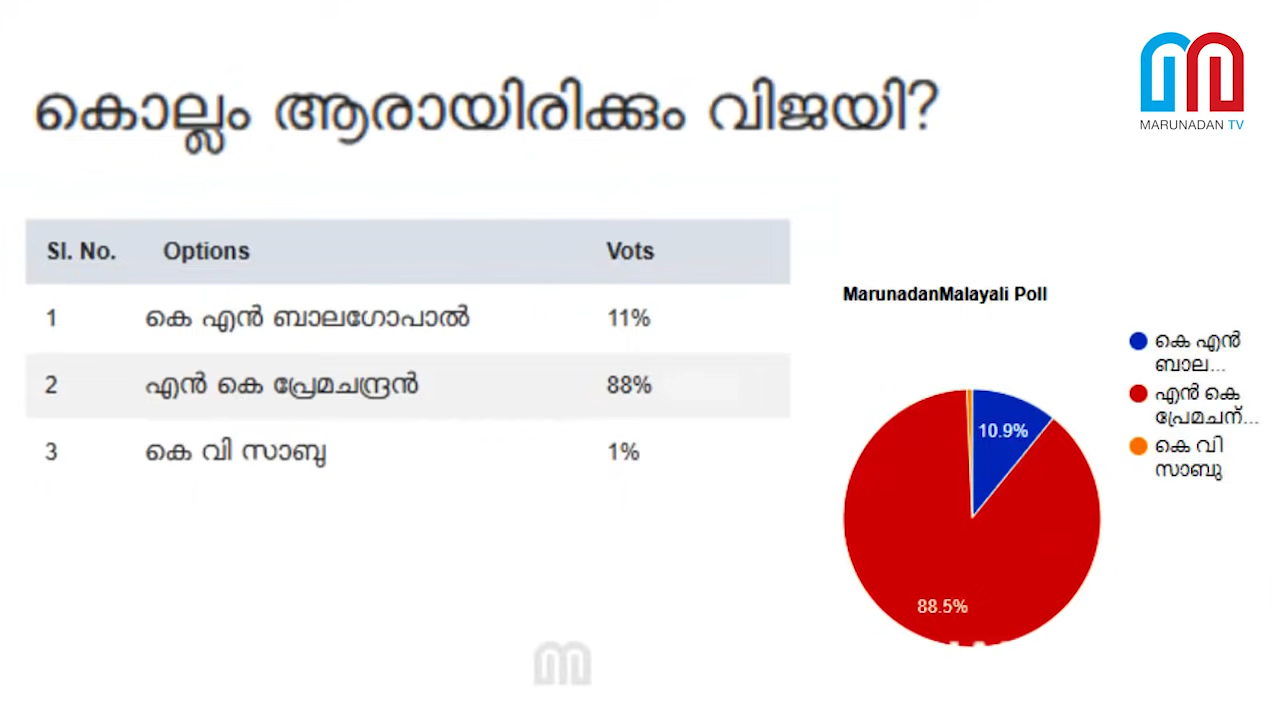 കൊല്ലം ആരായിരിക്കും വിജയി?
MARUNADAN TV
Sl. No. Options Vots
1 കെ എൻ ബാലഗോപാൽ 11%
2 എൻ കെ പ്രേമചന്ദ്രൻ 88%
3 കെ വി സാബു 1%
MarunadanMalayali Poll
കെ എൻ
ബാല...
എൻ കെ
പ്രേമചന്...
കെ വി
സാബു
10.9%
88.5%